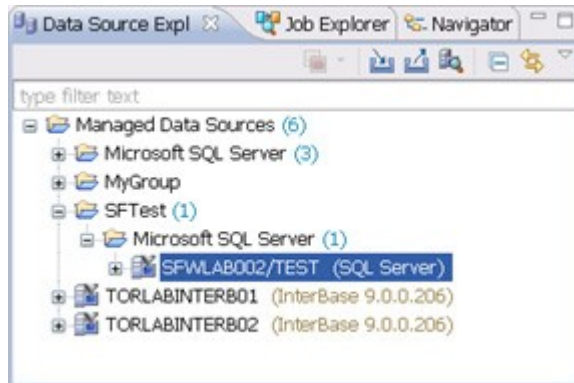 Data Source Expl Job Explorer Navigator
type filter text
Managed Data Sources (6)
Microsoft SQL Server (3)
MyGroup
SFTest (1)
Microsoft SQL Server (1)
SFWLAB002/TEST (SQL Server)
TORLABINTERB01 (InterBase 9.0.0.206)
TORLABINTERB02 (InterBase 9.0.0.206)